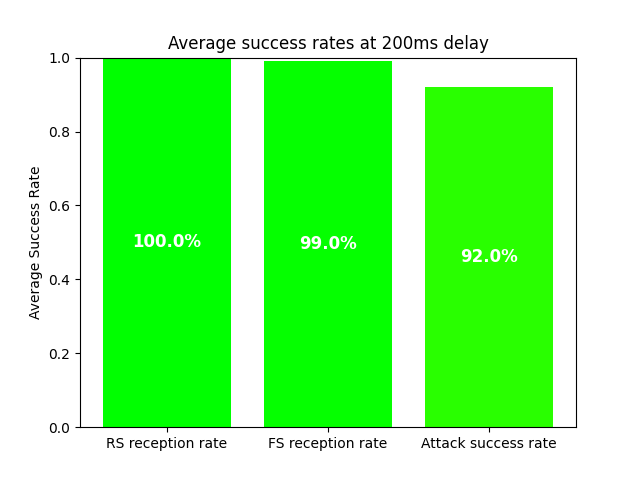 Average success rates at 200ms delay
Average Success Rate
1.0
0.8
0.6
0.4
0.2
0.0
100.0%
99.0%
92.0%
RS reception rate
FS reception rate
Attack success rate